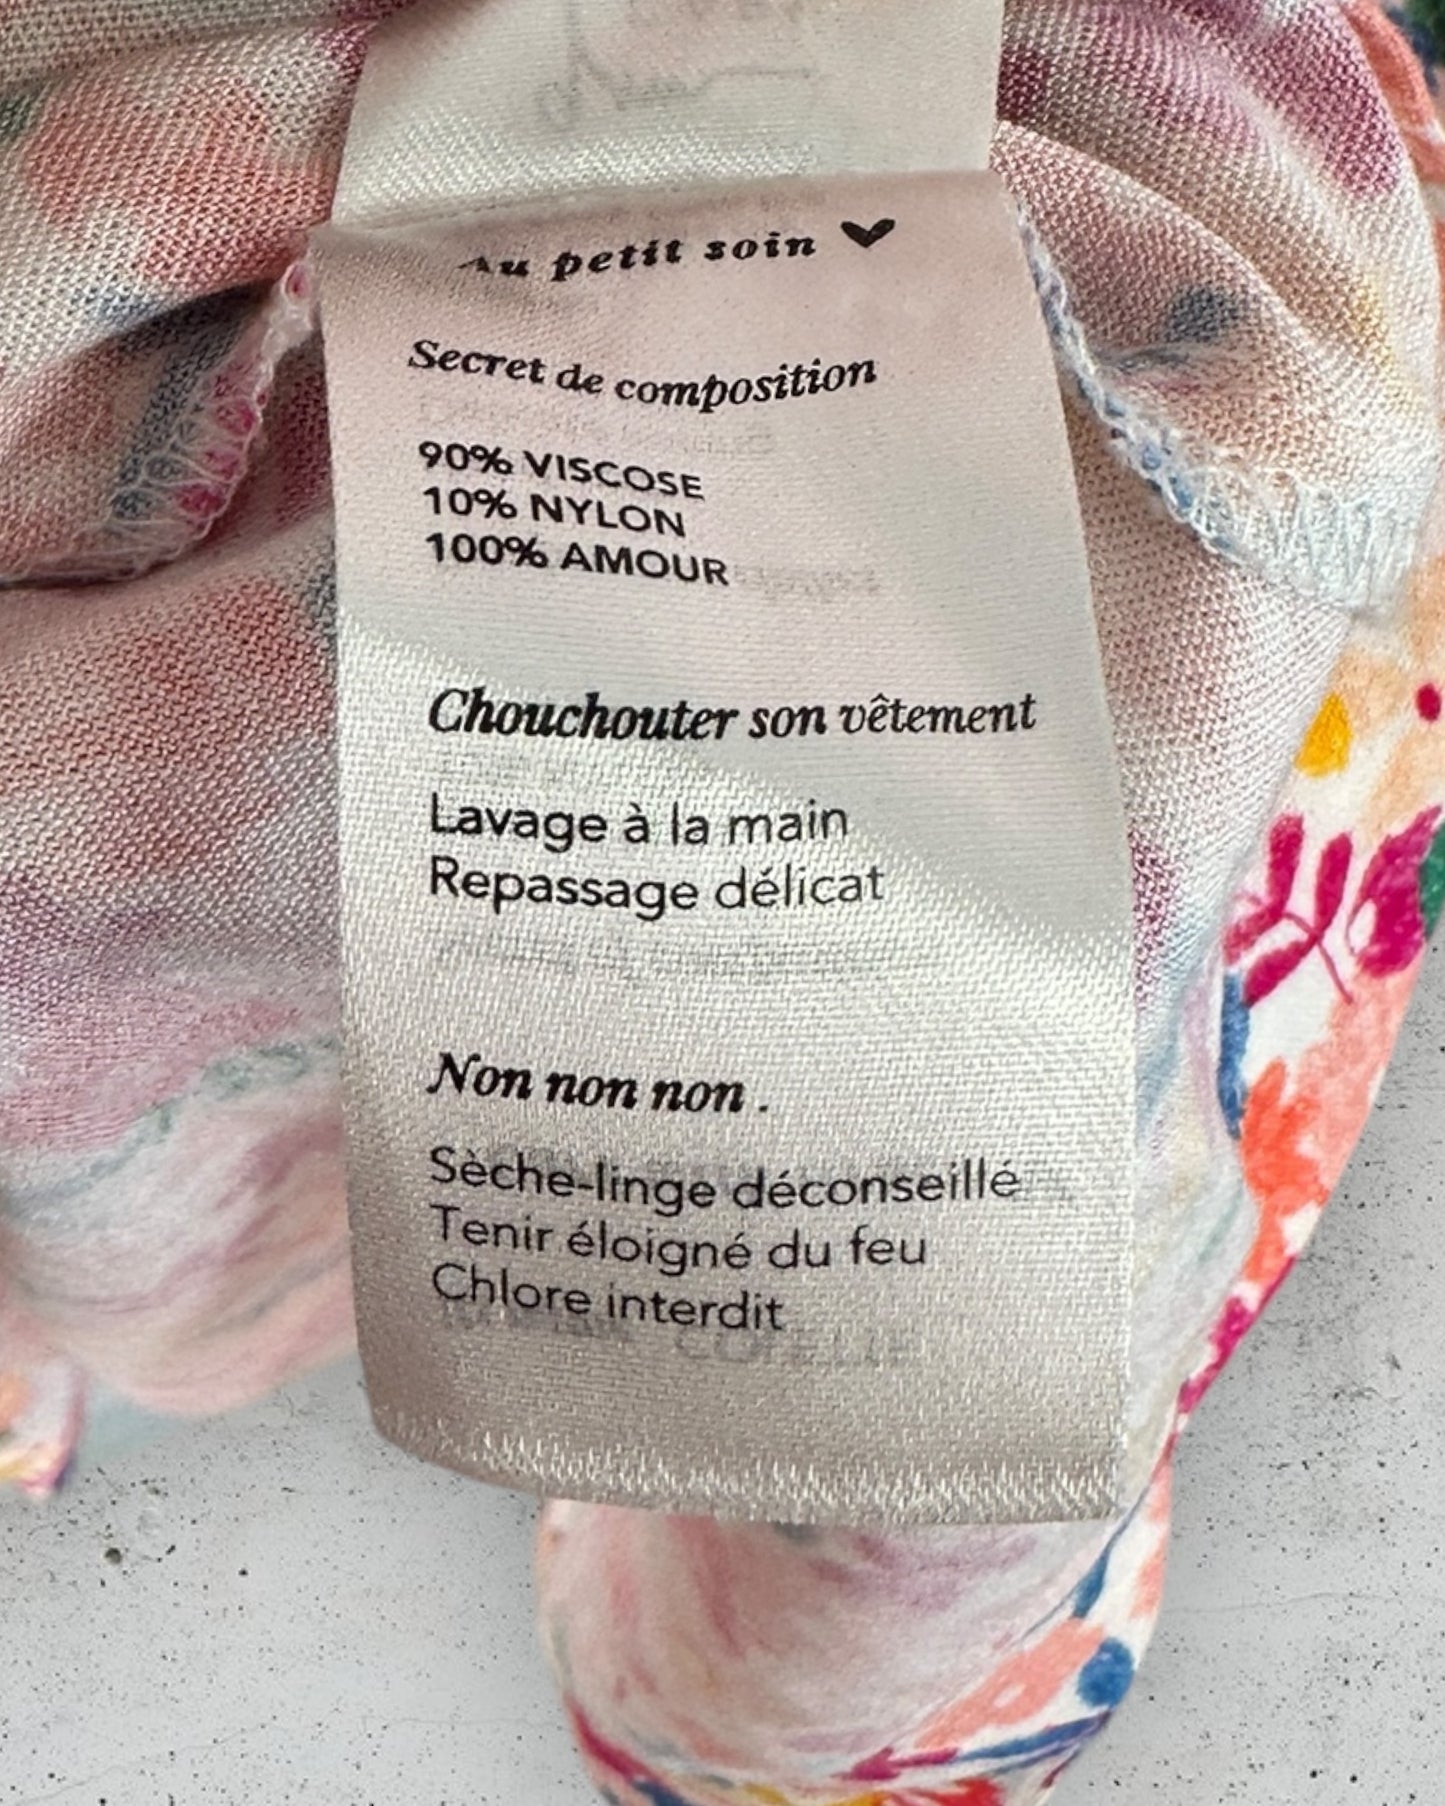 Au petit soin
Secret de composition
90% VISCOSE
10% NYLON
100% AMOUR
Chouchouter son vêtement
Lavage à la main
Repassage délicat
Non non non.
Sèche-linge déconseillé
Tenir éloigné du feu
Chlore interdit